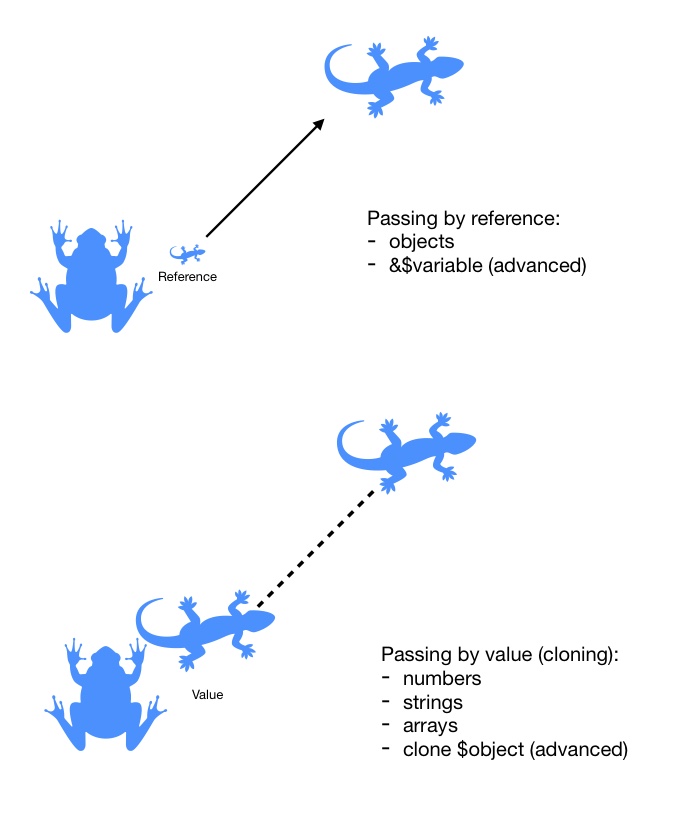 Passing by reference:
- objects
- &$variable (advanced)
Reference
Passing by value (cloning):
- numbers
- strings
- arrays
- clone $object (advanced)
Value